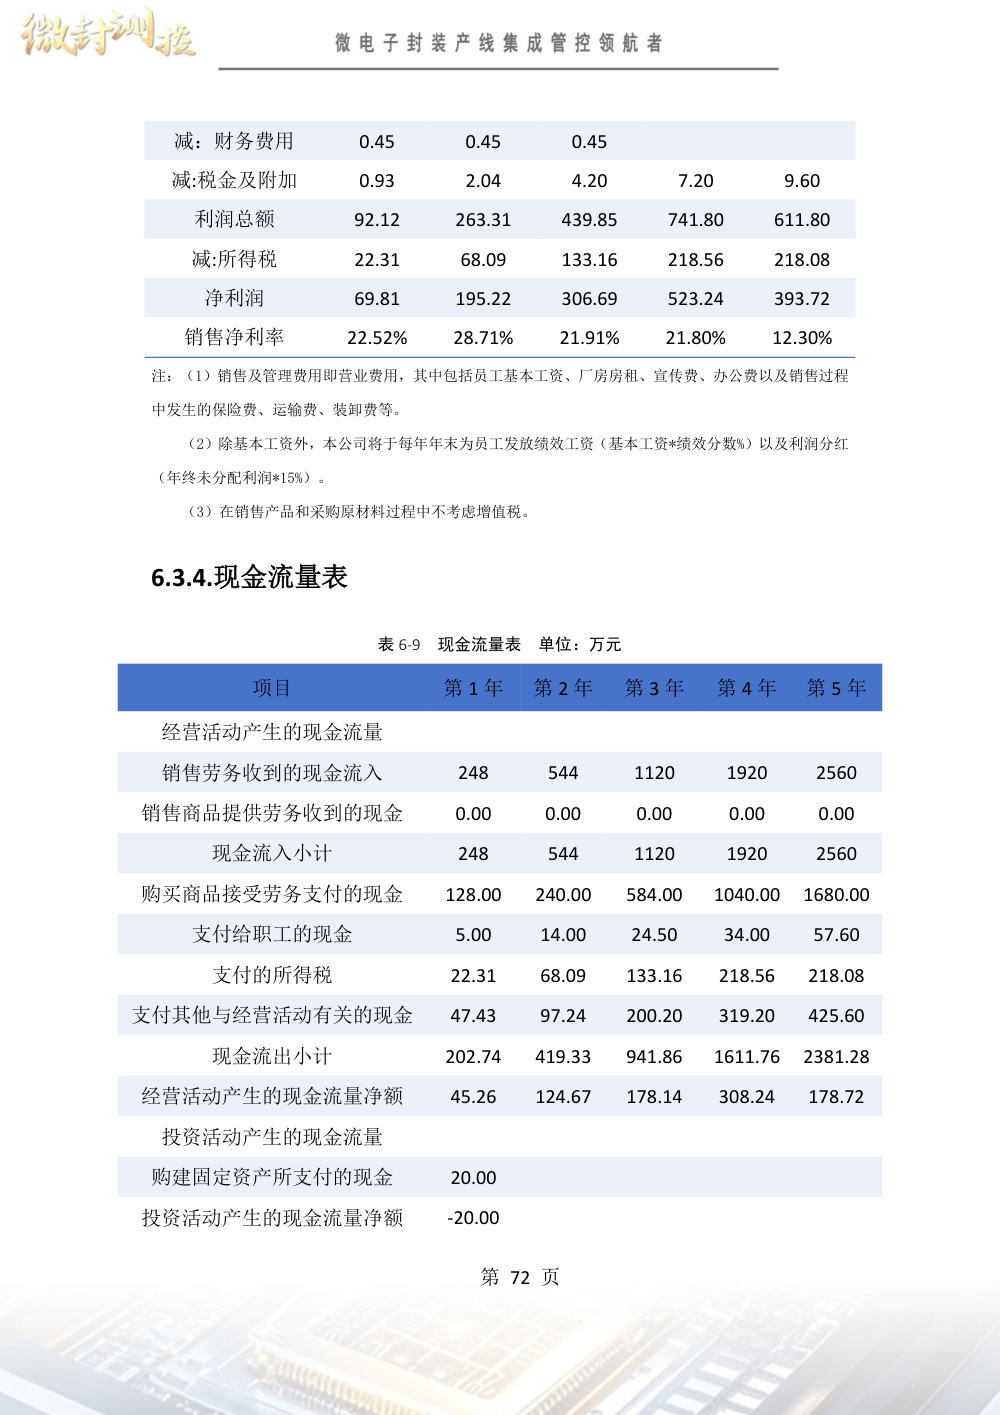 微封测控
微电子封装产线集成管控领航者
减：财务费用 0.45 0.45 0.45
减:税金及附加 0.93 2.04 4.20 7.20 9.60
利润总额 92.12 263.31 439.85 741.80 611.80
减:所得税 22.31 68.09 133.16 218.56 218.08
净利润 69.81 195.22 306.69 523.24 393.72
销售净利率 22.52% 28.71% 21.91% 21.80% 12.30%
注：（1）销售及管理费用即营业费用，其中包括员工基本工资、厂房房租、宣传费、办公费以及销售过程
中发生的保险费、运输费、装卸费等。
（2）除基本工资外，本公司将于每年年末为员工发放绩效工资（基本工资*绩效分数%）以及利润分红
（年终未分配利润*15%）。
（3）在销售产品和采购原材料过程中不考虑增值税。
6.3.4.现金流量表
表 6-9 现金流量表 单位：万元
项目 第 1 年 第 2 年 第 3 年 第 4 年 第 5 年
经营活动产生的现金流量
销售劳务收到的现金流入 248 544 1120 1920 2560
销售商品提供劳务收到的现金 0.00 0.00 0.00 0.00 0.00
现金流入小计 248 544 1120 1920 2560
购买商品接受劳务支付的现金 128.00 240.00 584.00 1040.00 1680.00
支付给职工的现金 5.00 14.00 24.50 34.00 57.60
支付的所得税 22.31 68.09 133.16 218.56 218.08
支付其他与经营活动有关的现金 47.43 97.24 200.20 319.20 425.60
现金流出小计 202.74 419.33 941.86 1611.76 2381.28
经营活动产生的现金流量净额 45.26 124.67 178.14 308.24 178.72
投资活动产生的现金流量
购建固定资产所支付的现金 20.00
投资活动产生的现金流量净额 -20.00
第 72 页